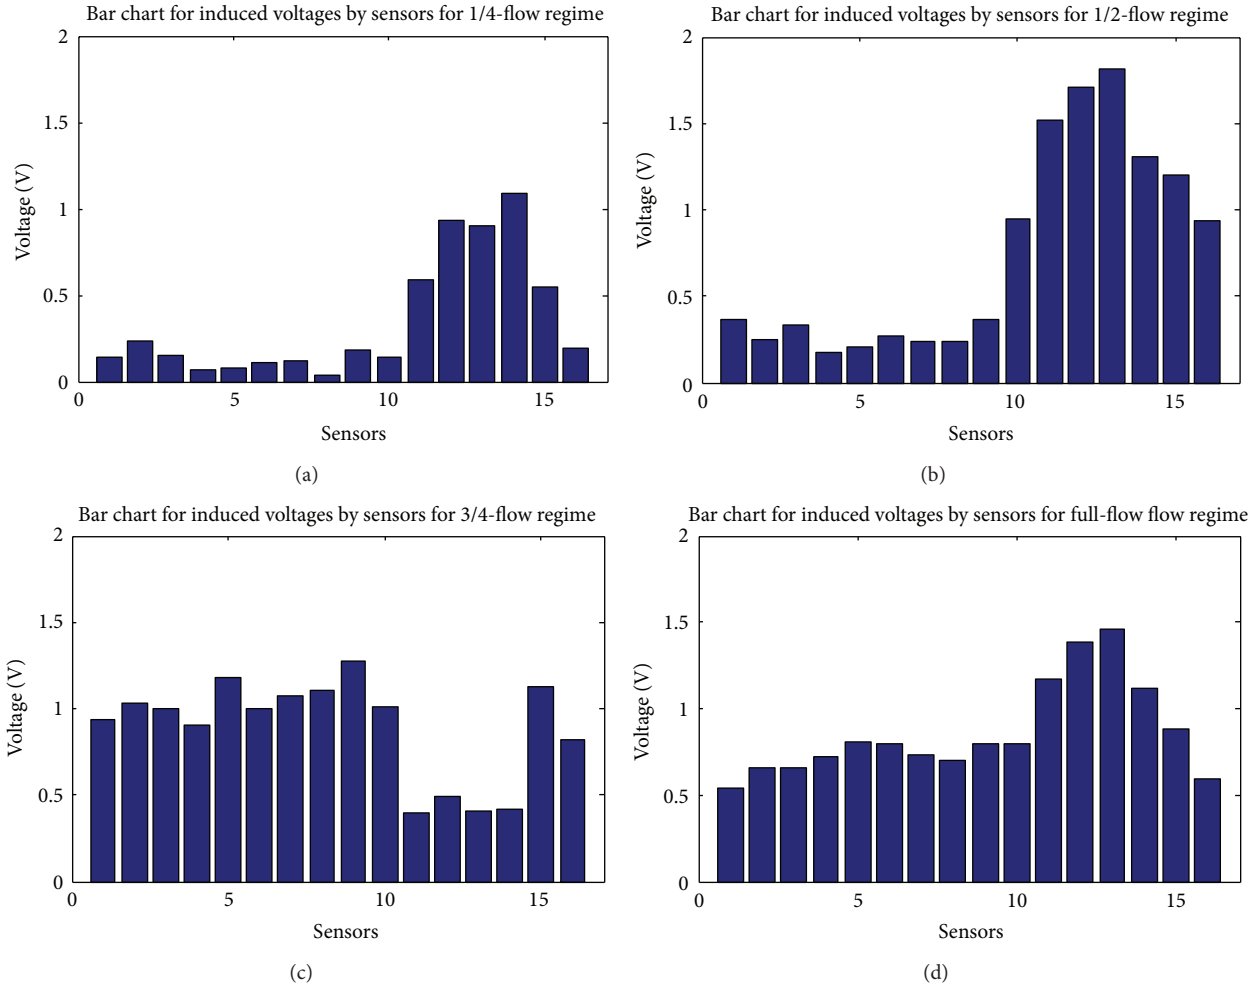 Bar chart for induced voltages by sensors for 1/4-flow regime
2
1.5
1
0.5
0
Voltage (V)
0 5 10 15
Sensors
(a)
Bar chart for induced voltages by sensors for 1/2-flow regime
2
1.5
1
0.5
0
Voltage (V)
0 5 10 15
Sensors
(b)
Bar chart for induced voltages by sensors for 3/4-flow regime
2
1.5
1
0.5
0
Voltage (V)
0 5 10 15
Sensors
(c)
Bar chart for induced voltages by sensors for full-flow flow regime
2
1.5
1
0.5
0
Voltage (V)
0 5 10 15
Sensors
(d)